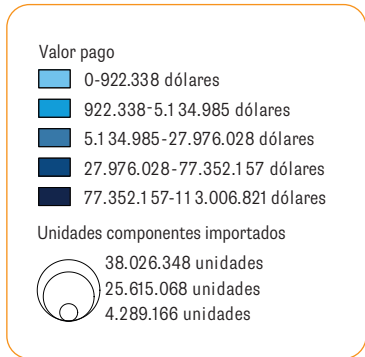 Valor pago
0-922.338 dólares
922.338-5.134.985 dólares
5.134.985-27.976.028 dólares
27.976.028-77.352.157 dólares
77.352.157-113.006.821 dólares
Unidades componentes importados
38.026.348 unidades
25.615.068 unidades
4.289.166 unidades